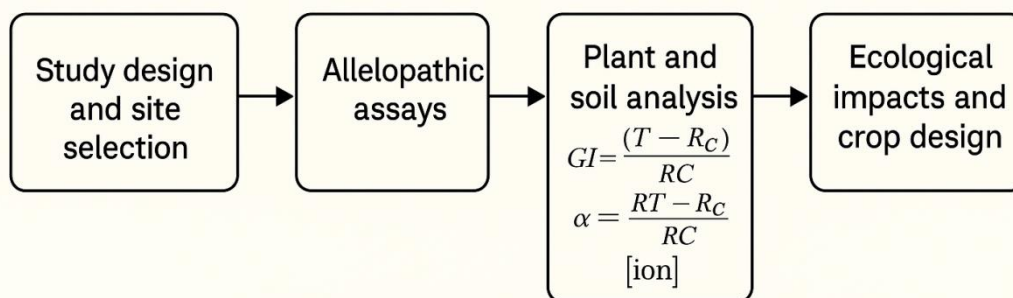 Study design
and site
selection
Allelopathic
assays
Plant and
soil analysis
GI= (T − R_C) / RC
α = RT − R_C / RC
[ion]
Ecological
impacts and
crop design